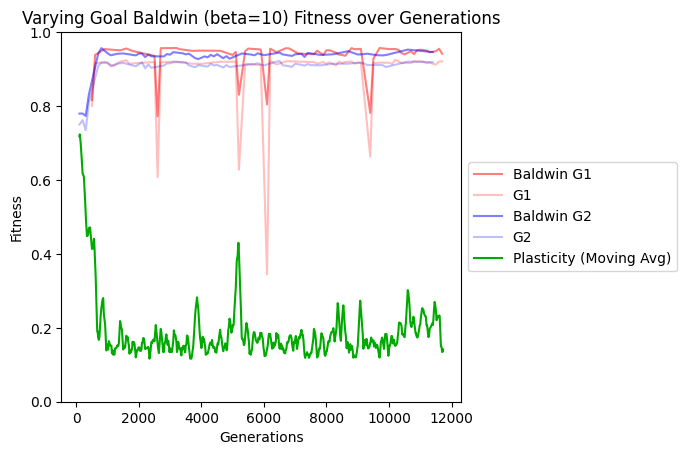 Varying Goal Baldwin (beta=10) Fitness over Generations
1.0
0.8
0.6
0.4
0.2
0.0
Fitness
0
2000
4000
6000
8000
10000
12000
Generations
Baldwin G1
G1
Baldwin G2
G2
Plasticity (Moving Avg)